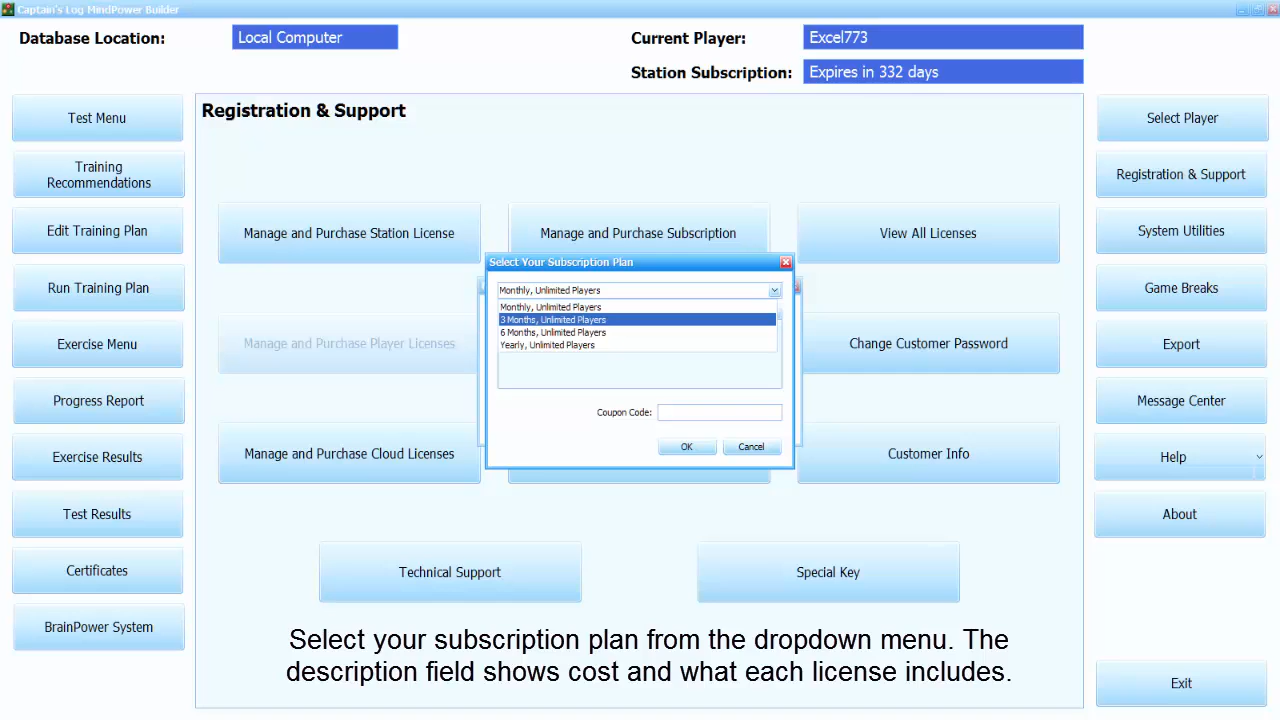 Captain's Log MindPower Builder
Database Location:
Local Computer
Current Player:
Excel773
Station Subscription:
Expires in 332 days
Test Menu
Training
Recommendations
Edit Training Plan
Run Training Plan
Exercise Menu
Progress Report
Exercise Results
Test Results
Certificates
BrainPower System
Registration & Support
Manage and Purchase Station License
Manage and Purchase Subscription
View All Licenses
Manage and Purchase Player Licenses
Change Customer Password
Manage and Purchase Cloud Licenses
Customer Info
Technical Support
Special Key
Select Your Subscription Plan
Monthly, Unlimited Players
Monthly, Unlimited Players
3 Months, Unlimited Players
6 Months, Unlimited Players
Yearly, Unlimited Players
Coupon Code:
OK
Cancel
Select Player
Registration & Support
System Utilities
Game Breaks
Export
Message Center
Help
About
Exit
Select your subscription plan from the dropdown menu. The
description field shows cost and what each license includes.